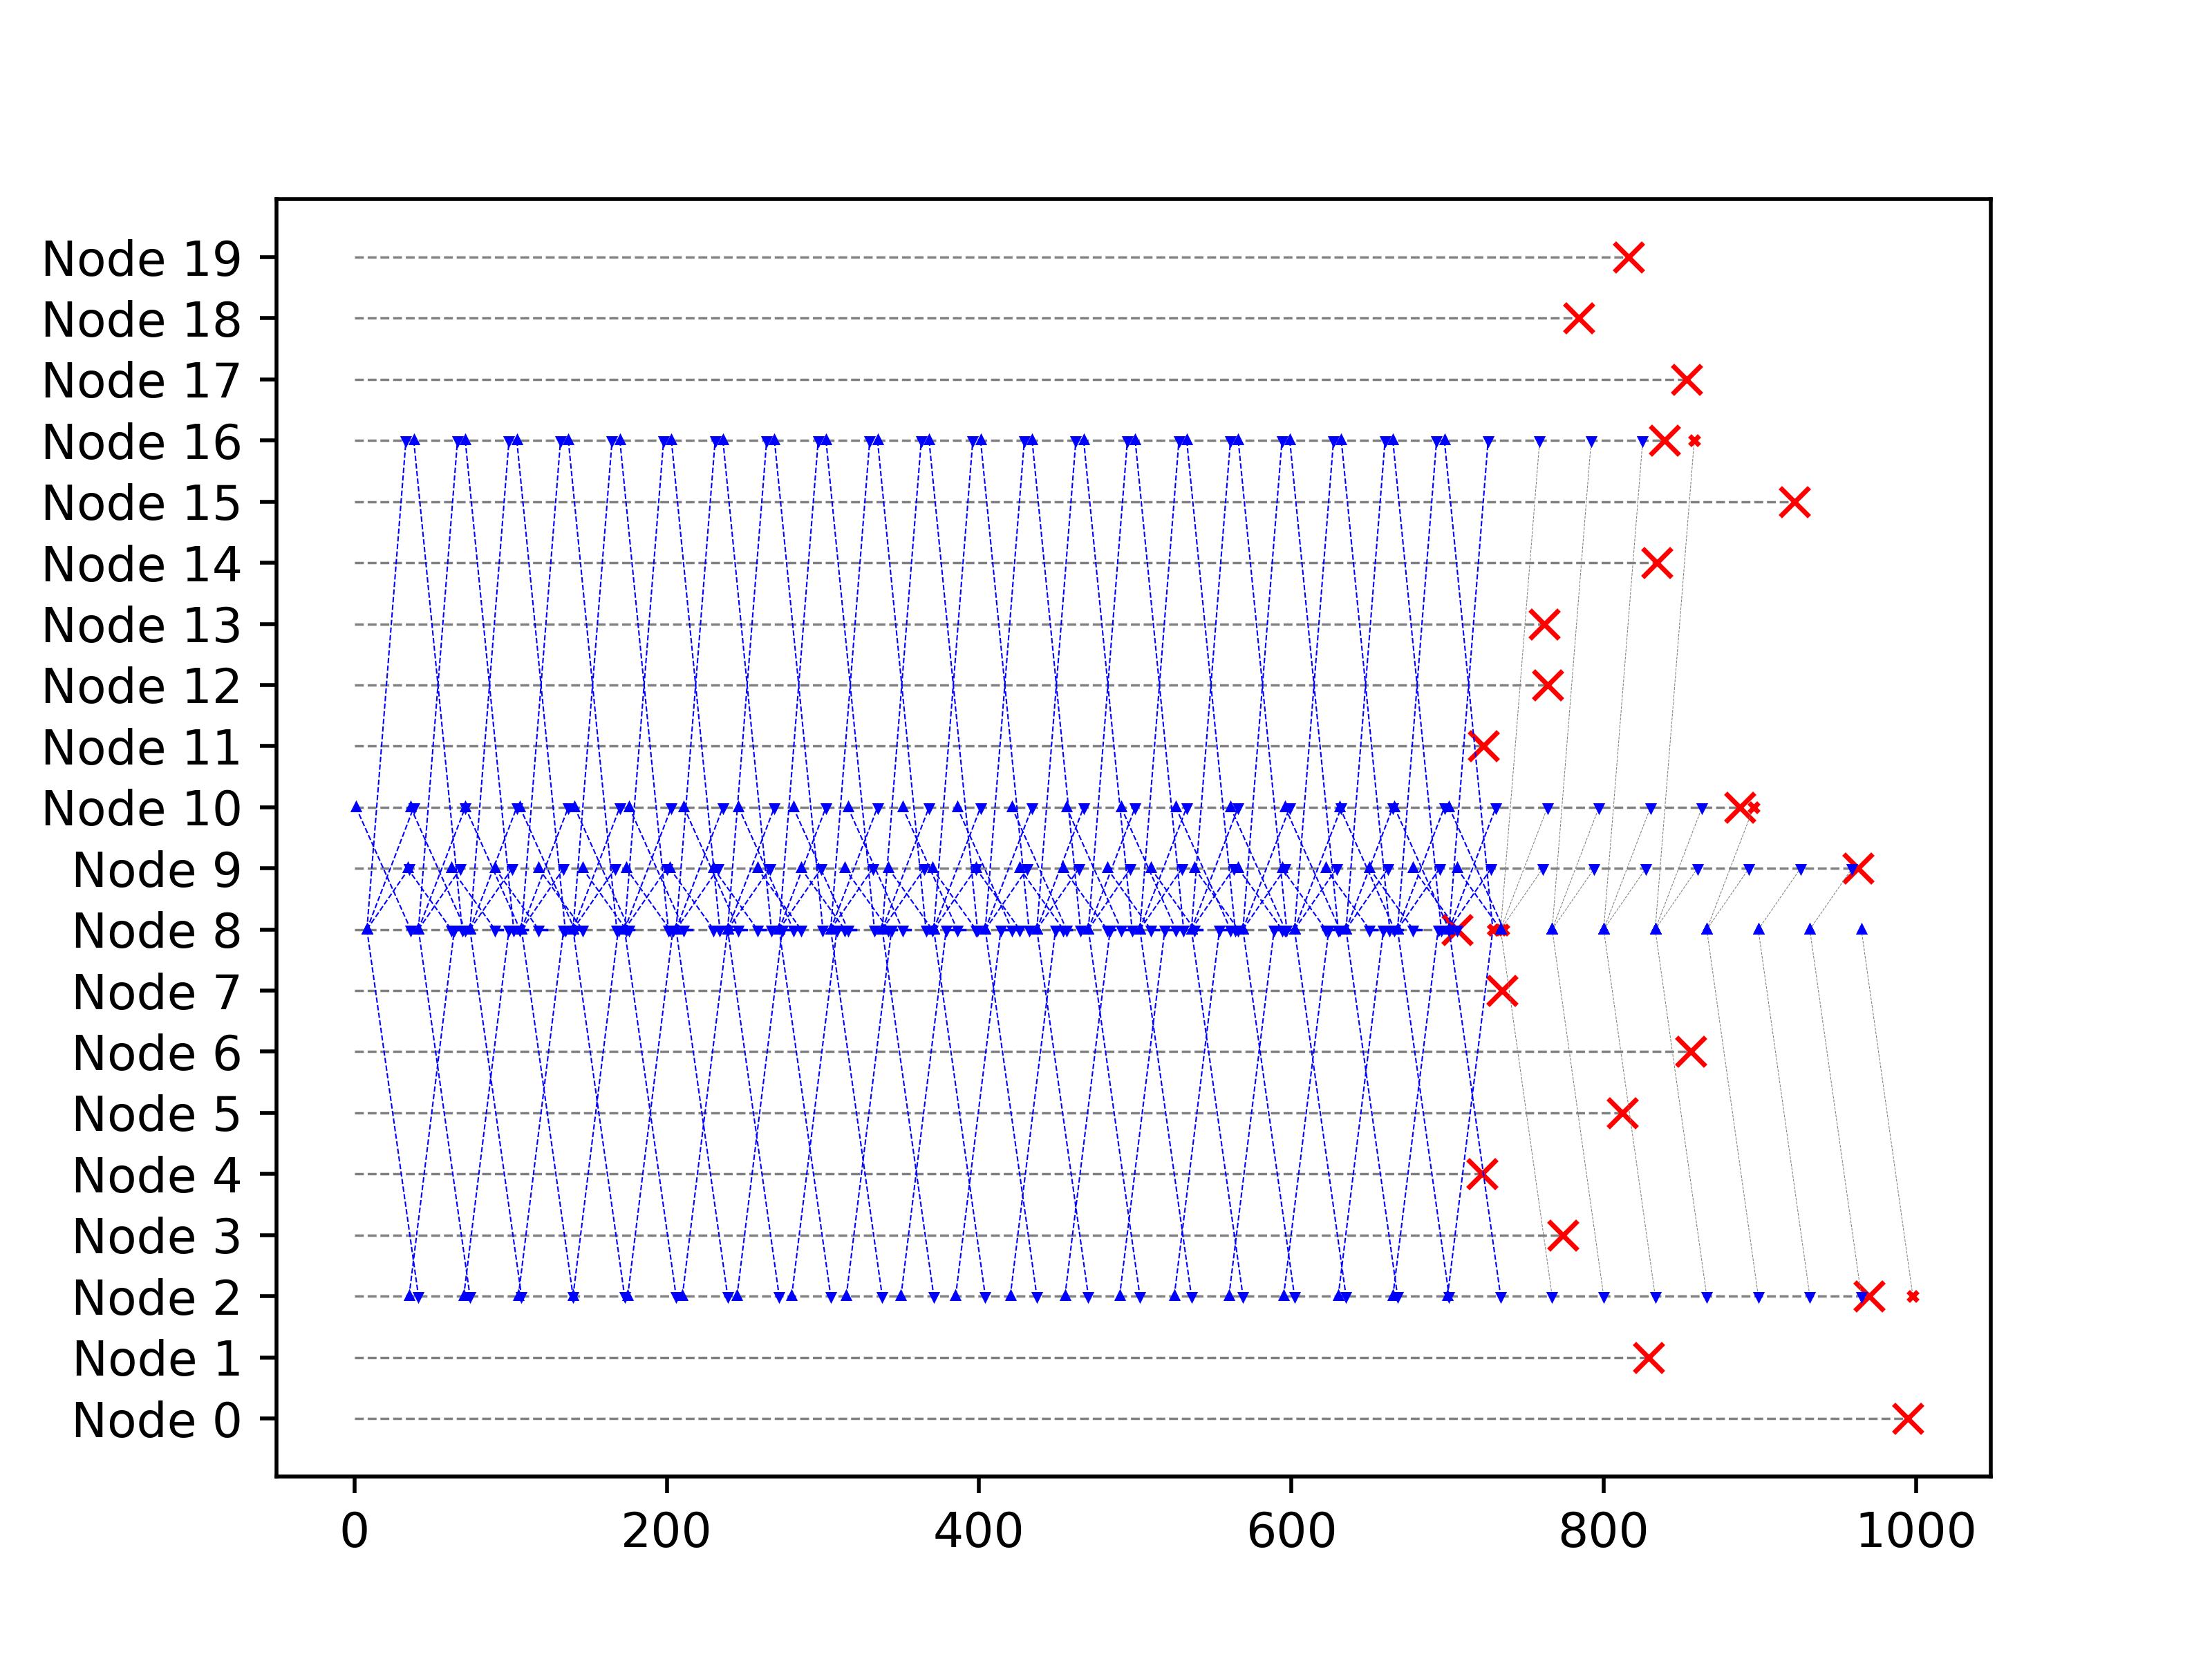 Node 19
Node 18
Node 17
Node 16
Node 15
Node 14
Node 13
Node 12
Node 11
Node 10
Node 9
Node 8
Node 7
Node 6
Node 5
Node 4
Node 3
Node 2
Node 1
Node 0
0 200 400 600 800 1000